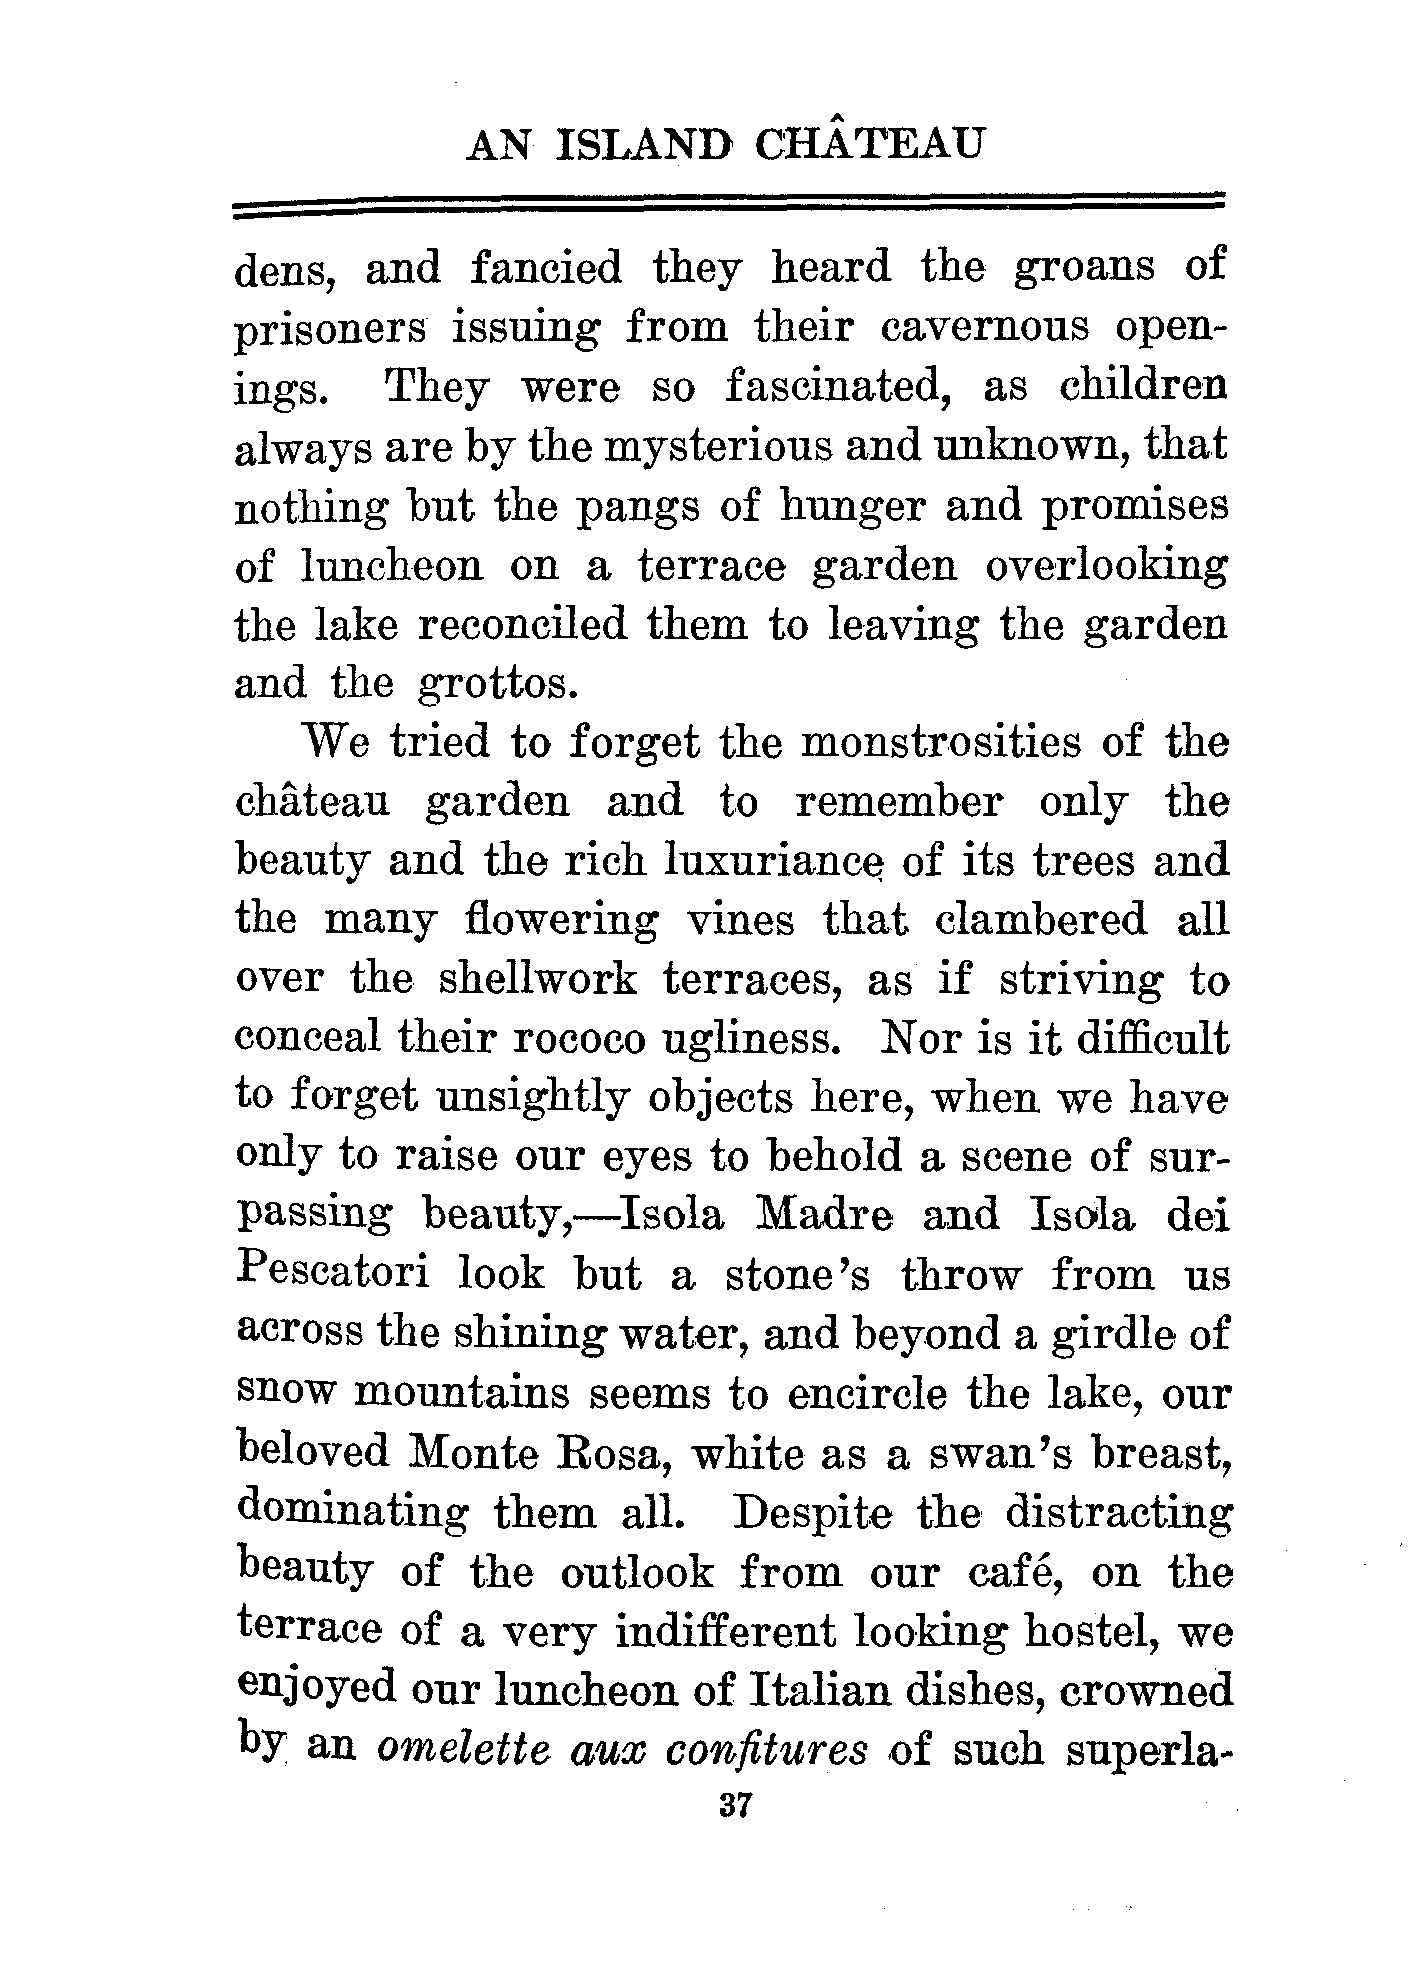 AN ISLAND CHÂTEAU
dens, and fancied they heard the groans of
prisoners issuing from their cavernous open-
ings. They were so fascinated, as children
always are by the mysterious and unknown, that
nothing but the pangs of hunger and promises
of luncheon on a terrace garden overlooking
the lake reconciled them to leaving the garden
and the grottos.
We tried to forget the monstrosities of the
château garden and to remember only the
beauty and the rich luxuriance of its trees and
the many flowering vines that clambered all
over the shellwork terraces, as if striving to
conceal their rococo ugliness. Nor is it difficult
to forget unsightly objects here, when we have
only to raise our eyes to behold a scene of sur-
passing beauty,—Isola Madre and Isola dei
Pescatori look but a stone's throw from us
across the shining water, and beyond a girdle of
snow mountains seems to encircle the lake, our
beloved Monte Rosa, white as a swan's breast,
dominating them all. Despite the distracting
beauty of the outlook from our café, on the
terrace of a very indifferent looking hostel, we
enjoyed our luncheon of Italian dishes, crowned
by an omelette aux confitures of such superla-
37